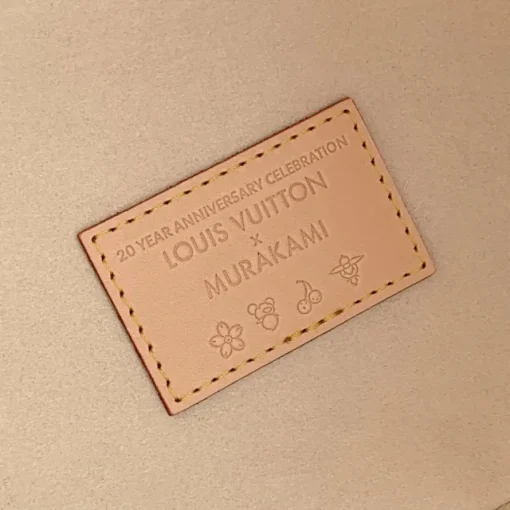 20 YEAR ANNIVERSARY CELEBRATION
LOUIS VUITTON
x
MURAKAMI